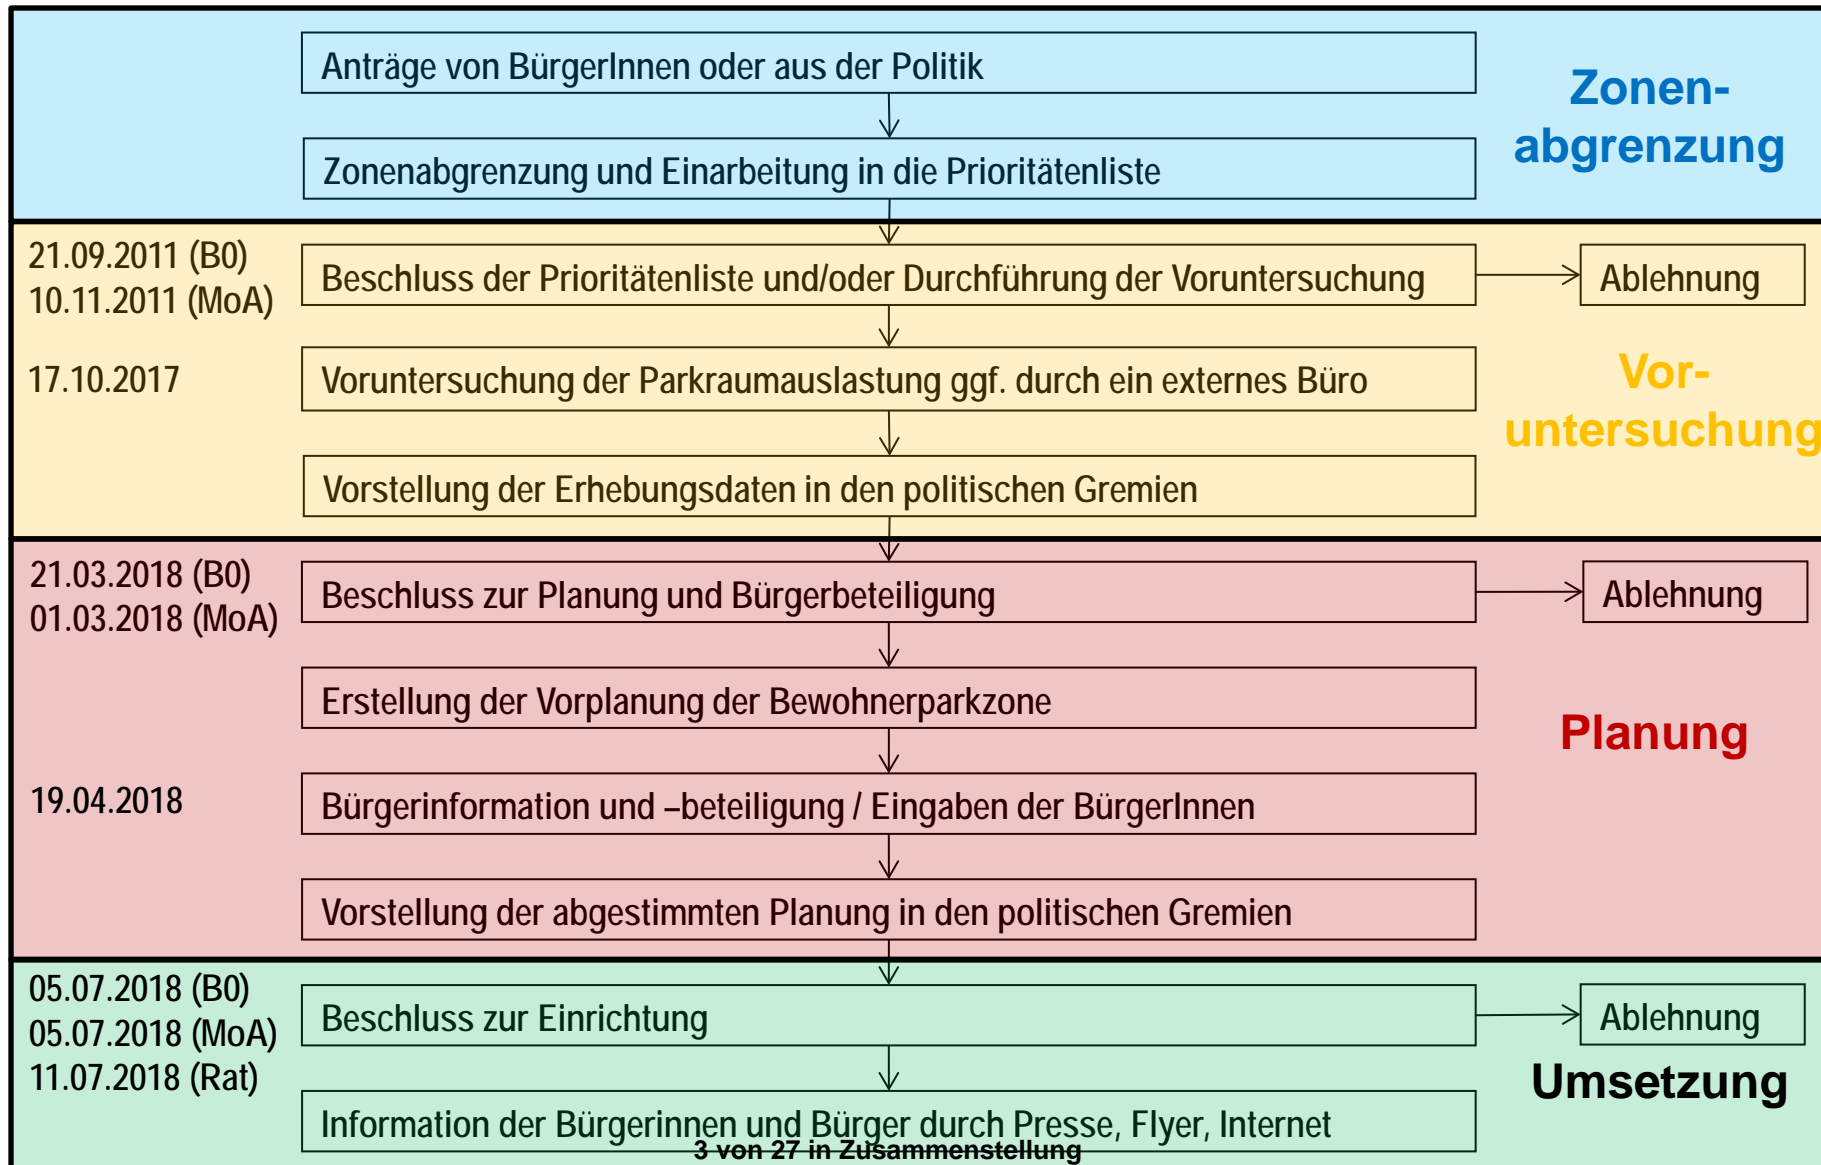 Anträge von BürgerInnen oder aus der Politik
Zonen-
abgrenzung
Zonenabgrenzung und Einarbeitung in die Prioritätenliste
21.09.2011 (B0)
10.11.2011 (MoA)
Beschluss der Prioritätenliste und/oder Durchführung der Voruntersuchung
Ablehnung
17.10.2017
Voruntersuchung der Parkraumauslastung ggf. durch ein externes Büro
Vor-
untersuchung
Vorstellung der Erhebungsdaten in den politischen Gremien
21.03.2018 (B0)
01.03.2018 (MoA)
Beschluss zur Planung und Bürgerbeteiligung
Ablehnung
Erstellung der Vorplanung der Bewohnerparkzone
Planung
19.04.2018
Bürgerinformation und –beteiligung / Eingaben der BürgerInnen
Vorstellung der abgestimmten Planung in den politischen Gremien
05.07.2018 (B0)
05.07.2018 (MoA)
11.07.2018 (Rat)
Beschluss zur Einrichtung
Ablehnung
Umsetzung
Information der Bürgerinnen und Bürger durch Presse, Flyer, Internet
3 von 27 in Zusammenstellung